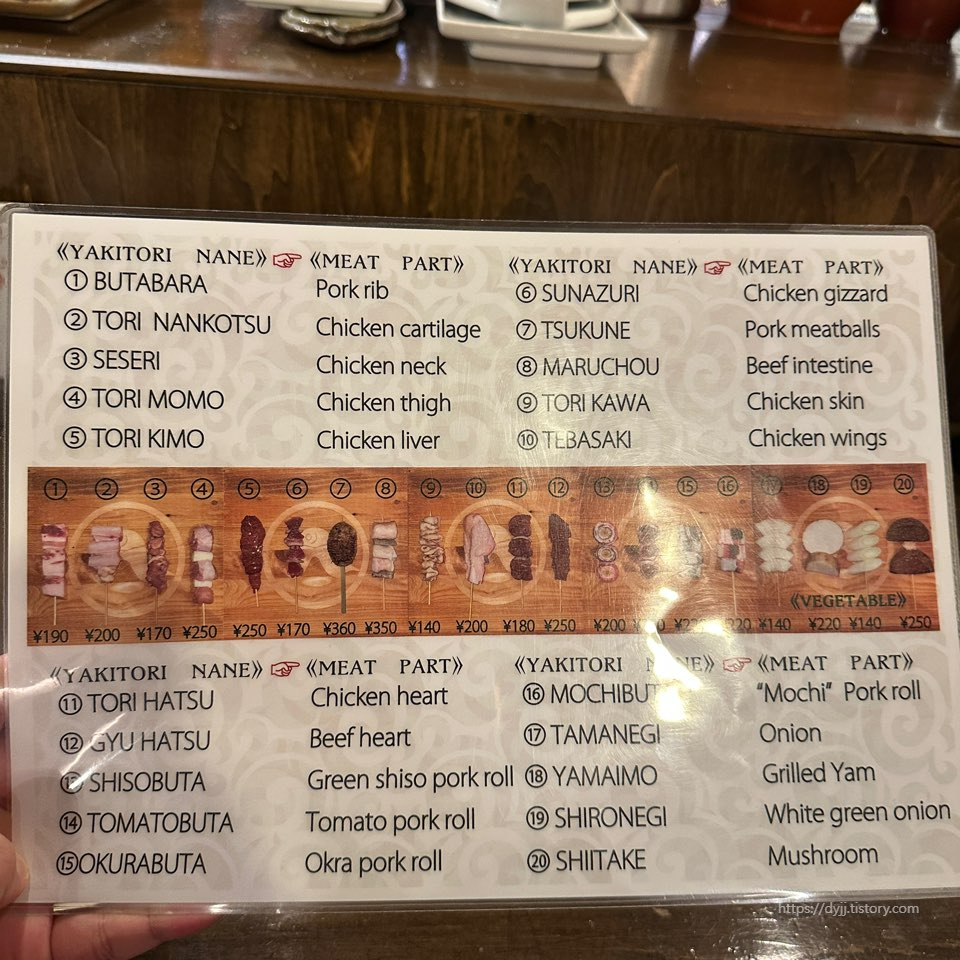 《YAKITORI NANE》 《MEAT PART》
① BUTABARA Pork rib
② TORI NANKOTSU Chicken cartilage
③ SESERI Chicken neck
④ TORI MOMO Chicken thigh
⑤ TORI KIMO Chicken liver
《YAKITORI NANE》 《MEAT PART》
⑥ SUNAZURI Chicken gizzard
⑦ TSUKUNE Pork meatballs
⑧ MARUCHOU Beef intestine
⑨ TORI KAWA Chicken skin
⑩ TEBASAKI Chicken wings
① ② ③ ④ ⑤ ⑥ ⑦ ⑧ ⑨ ⑩ ⑪ ⑫ ⑬ ⑭ ⑮ ⑯ ⑰ ⑱ ⑲ ⑳
《VEGETABLE》
¥190 ¥200 ¥170 ¥250 ¥250 ¥170 ¥360 ¥350 ¥140 ¥200 ¥180 ¥250 ¥200 ¥140 ¥220 ¥140 ¥250
《YAKITORI NANE》 《MEAT PART》
⑪ TORI HATSU Chicken heart
⑫ GYU HATSU Beef heart
⑬ SHISOBUTA Green shiso pork roll
⑭ TOMATOBUTA Tomato pork roll
⑮OKURABUTA Okra pork roll
《YAKITORI NANE》 《MEAT PART》
⑯ "Mochi" Pork roll
⑰ TAMANEGI Onion
⑱ YAMAIMO Grilled Yam
⑲ SHIRONEGI White green onion
⑳ SHIITAKE Mushroom
https://dyjj.tistory.com